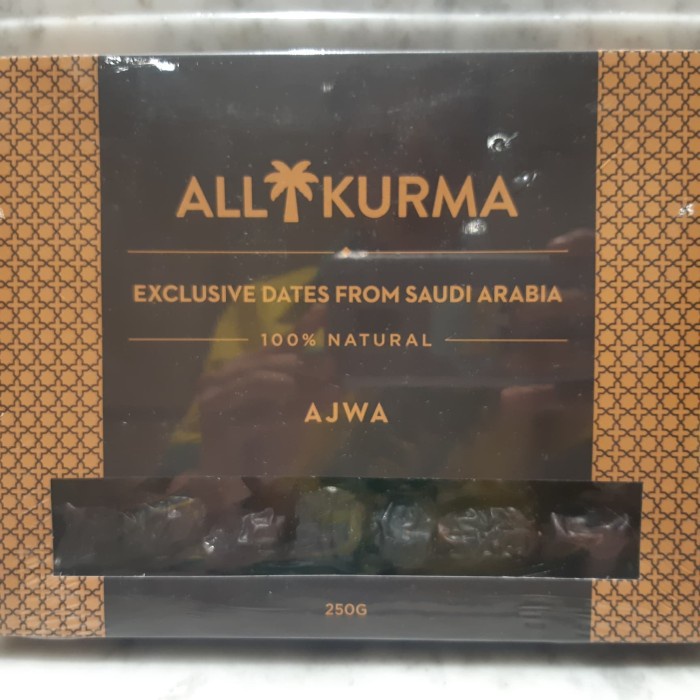 ALL KURMA
EXCLUSIVE DATES FROM SAUDI ARABIA
100% NATURAL
AJWA
250G